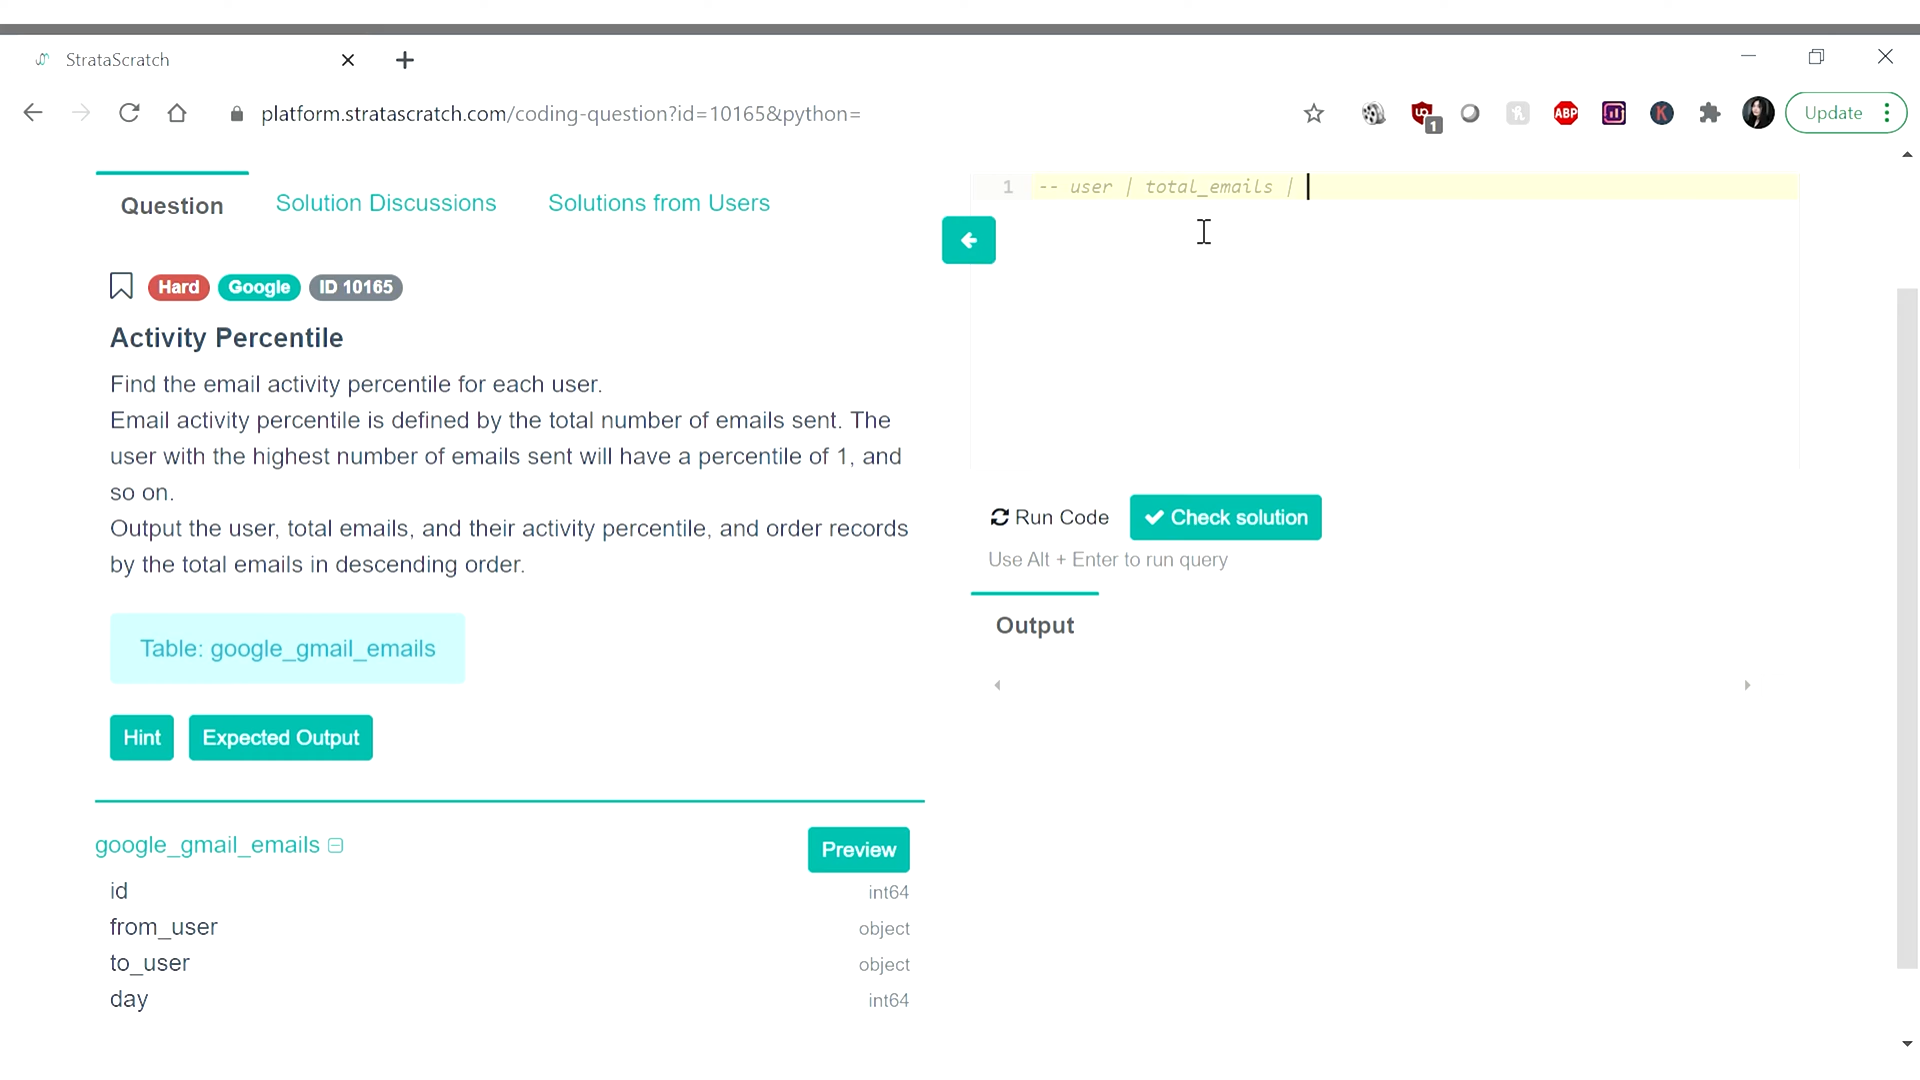 StrataScratch
platform.stratascratch.com/coding-question?id=10165&python=
1
ABP
K
Update
Question
Solution Discussions
Solutions from Users
1 -- user | total_emails |
Hard Google ID 10165
Activity Percentile
Find the email activity percentile for each user.
Email activity percentile is defined by the total number of emails sent. The
user with the highest number of emails sent will have a percentile of 1, and
so on.
Output the user, total emails, and their activity percentile, and order records
by the total emails in descending order.
Run Code Check solution
Use Alt + Enter to run query
Output
Table: google_gmail_emails
Hint Expected Output
google_gmail_emails Preview
id int64
from_user object
to_user object
day int64